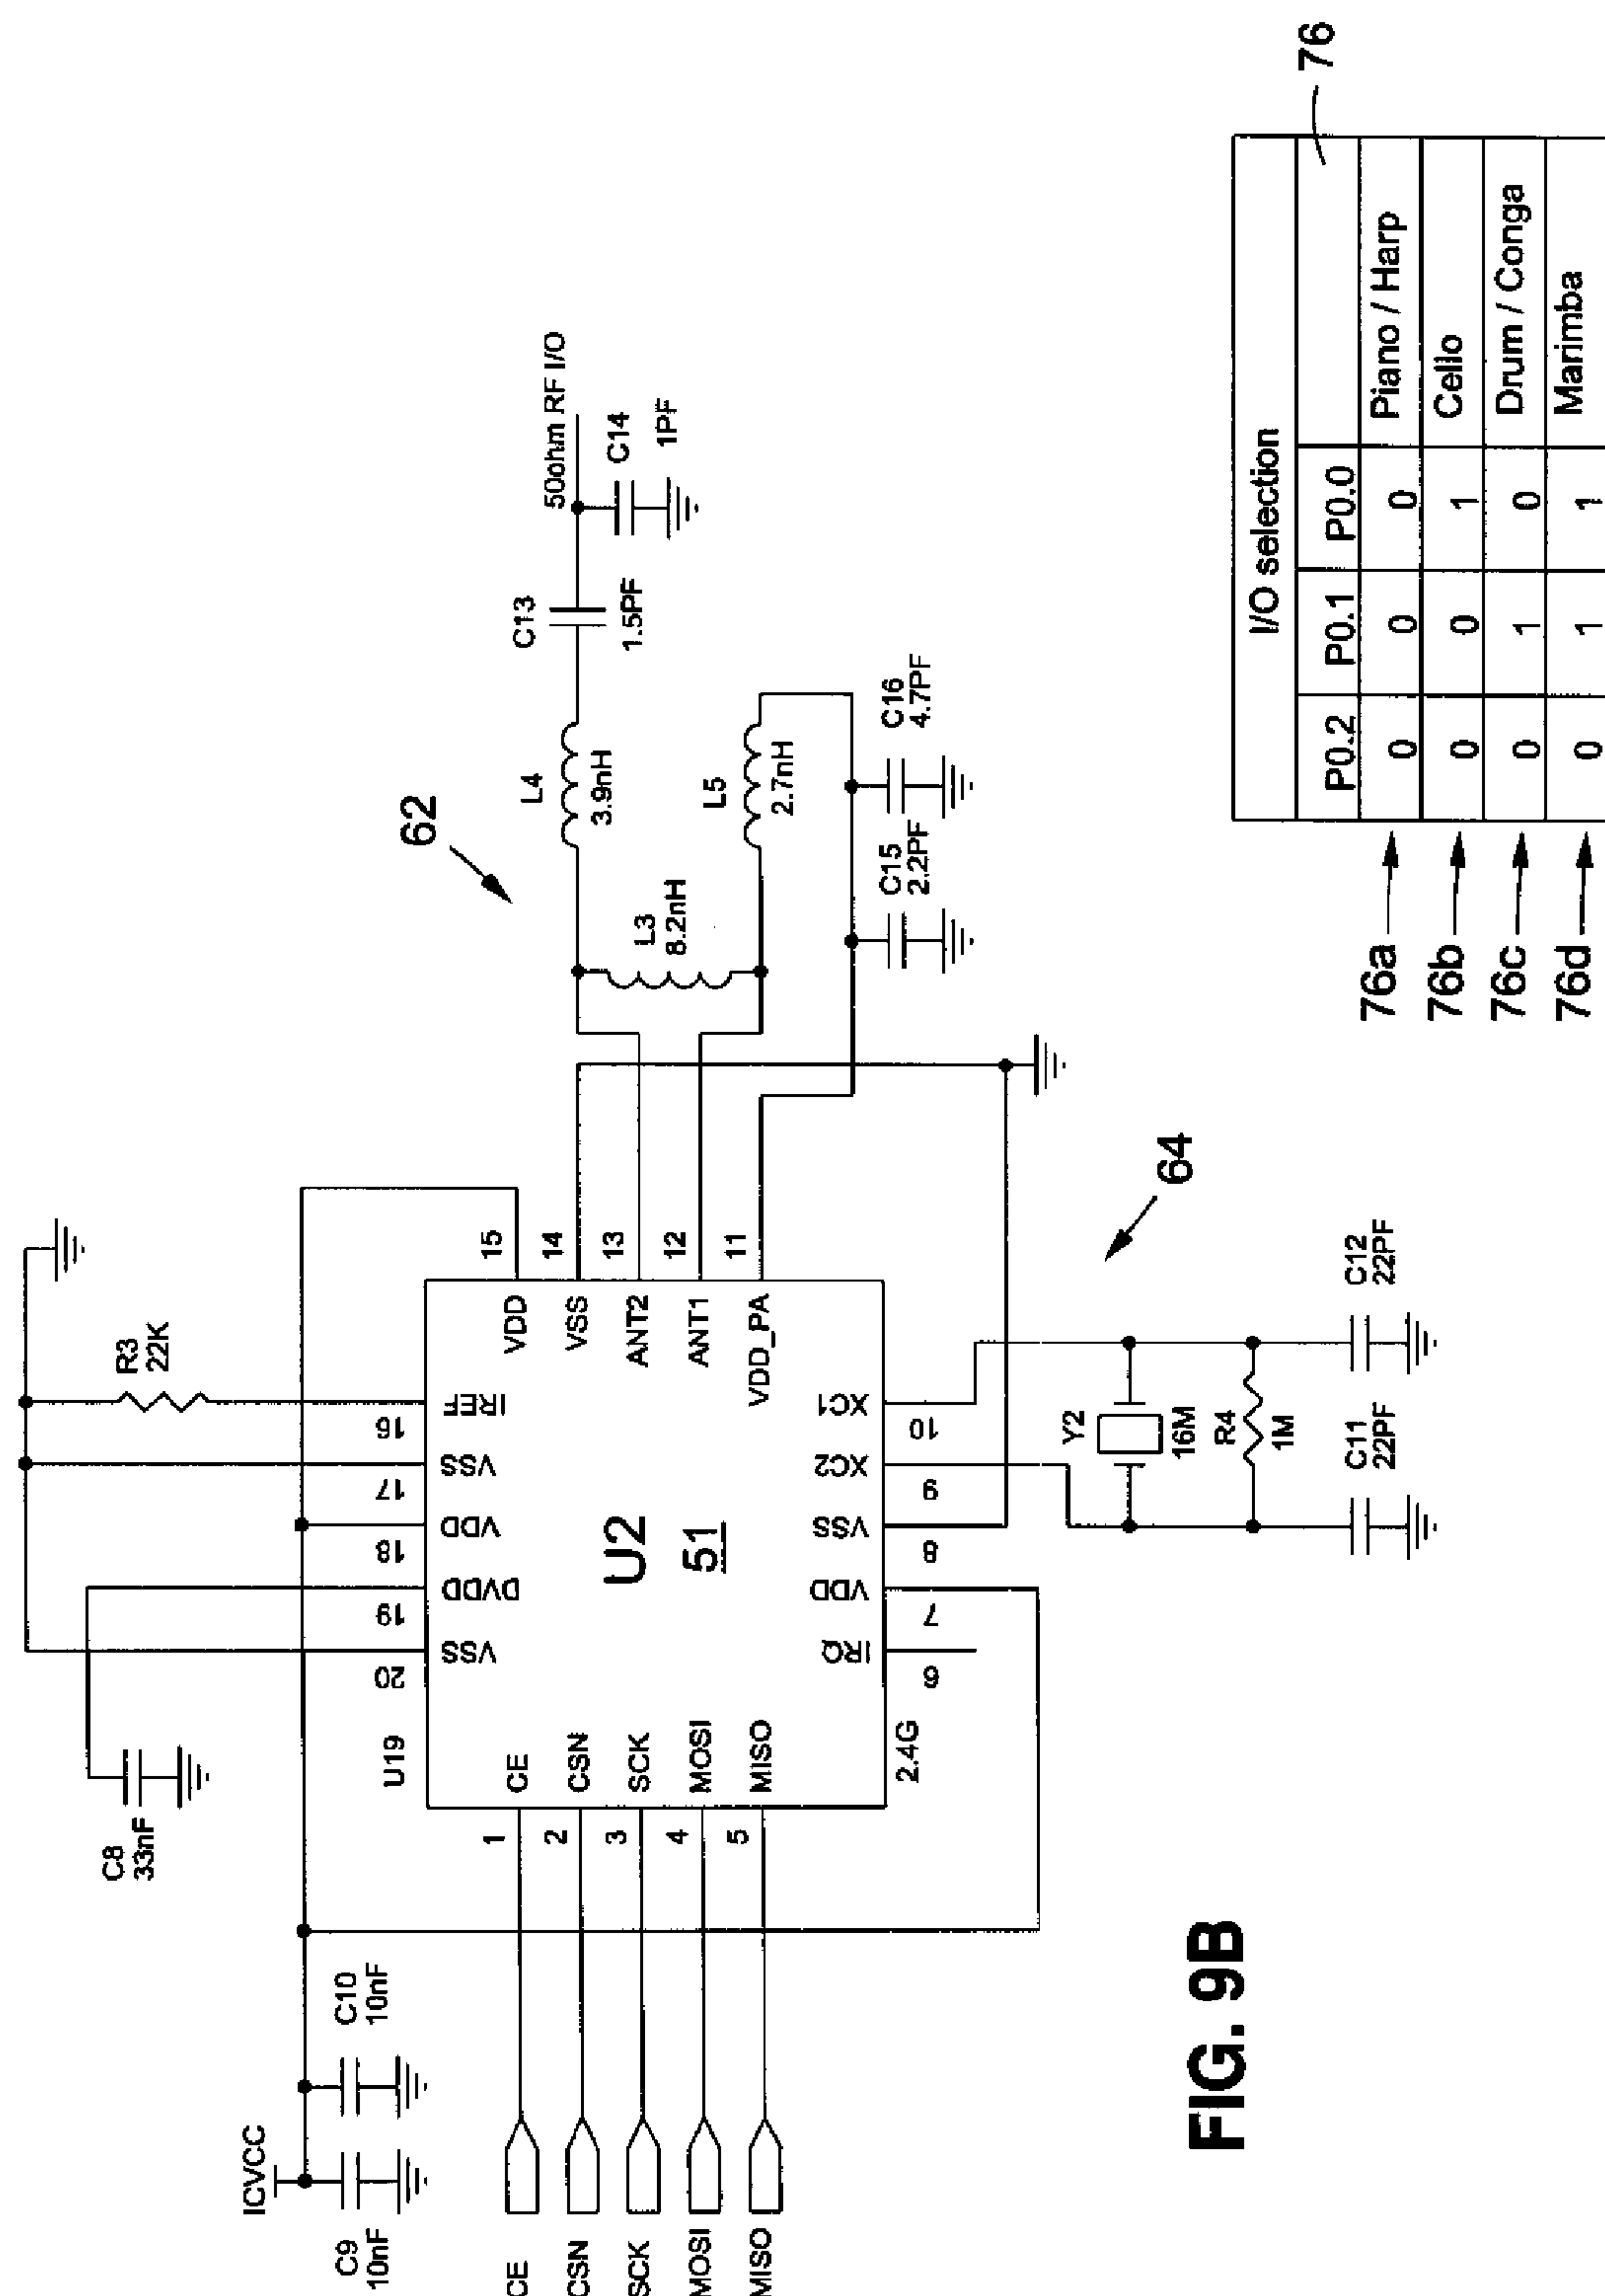 ICVCC
C9
10nF
C10
10nF
C8
33nF
R3
22K
CE
CSN
SCK
MOSI
MISO
1
2
3
4
5
U19
CE
CSN
SCK
MOSI
MISO
2.4G
20
19
18
17
16
VSS
DVDD
VDD
VSS
IREF
U2
51
VDD
VSS
ANT2
ANT1
VDD_PA
15
14
13
12
11
IRQ
VDD
VSS
XC2
XC1
6
7
8
9
10
62
L3
8.2nH
L4
3.9nH
L5
2.7nH
C13
1.5PF
50ohm RF I/O
C14
1PF
C15
2.2PF
C16
4.7PF
64
Y2
16M
R4
1M
C11
22PF
C12
22PF
76
I/O selection
P0.2 P0.1 P0.0
76a 0 0 0 Piano / Harp
76b 0 0 1 Cello
76c 0 1 0 Drum / Conga
76d 0 1 1 Marimba
FIG. 9B